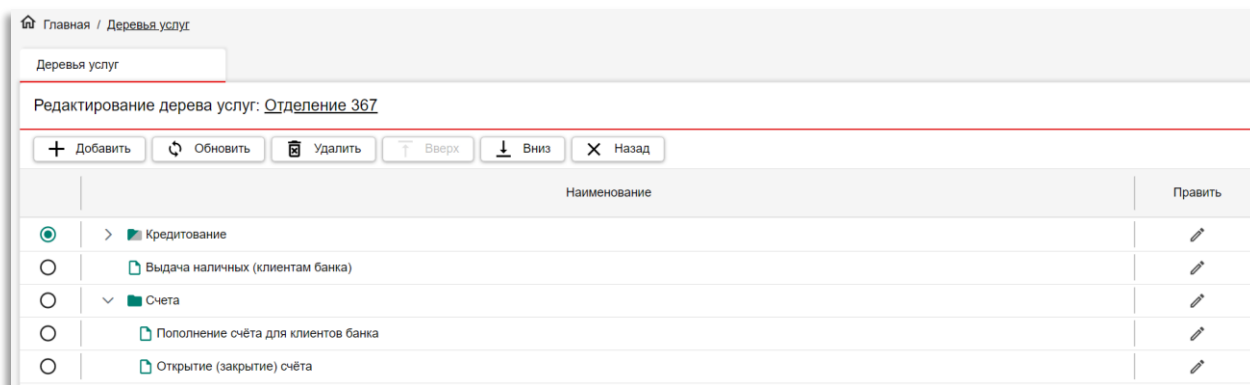 Главная / Деревья услуг
Деревья услуг
Редактирование дерева услуг: Отделение 367
Добавить Обновить Удалить Вверх Вниз Назад
Наименование Править
Кредитование
Выдача наличных (клиентам банка)
Счета
Пополнение счёта для клиентов банка
Открытие (закрытие) счёта